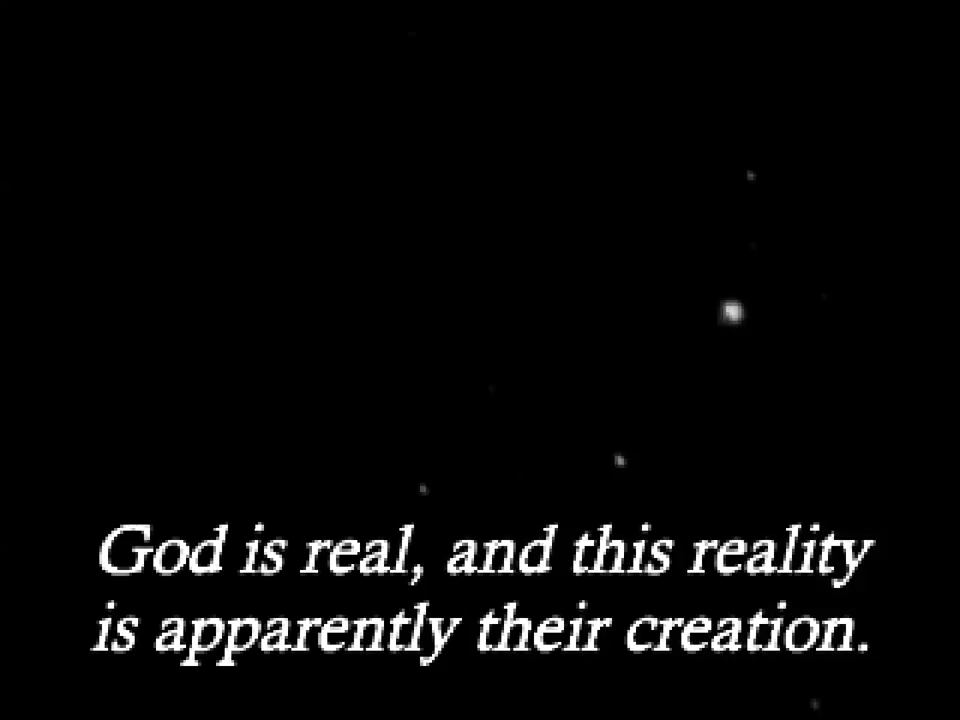 God is real, and this reality
is apparently their creation.